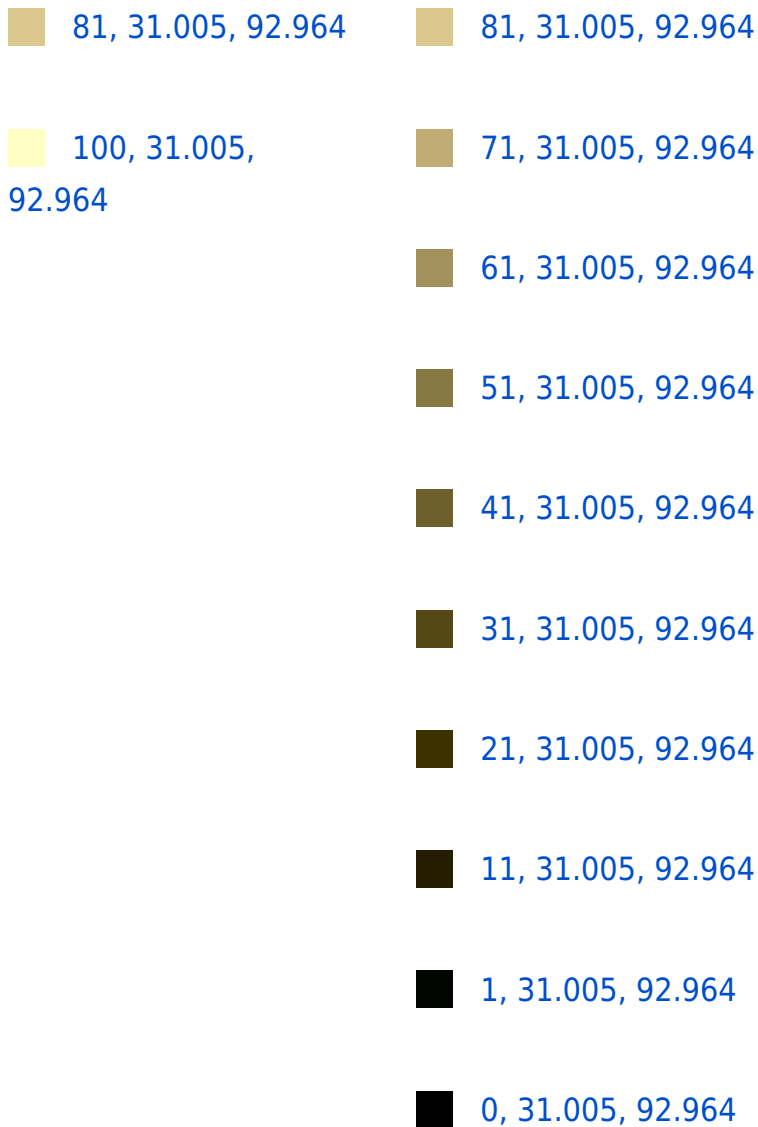 81, 31.005, 92.964
100, 31.005,
92.964
81, 31.005, 92.964
71, 31.005, 92.964
61, 31.005, 92.964
51, 31.005, 92.964
41, 31.005, 92.964
31, 31.005, 92.964
21, 31.005, 92.964
11, 31.005, 92.964
1, 31.005, 92.964
0, 31.005, 92.964